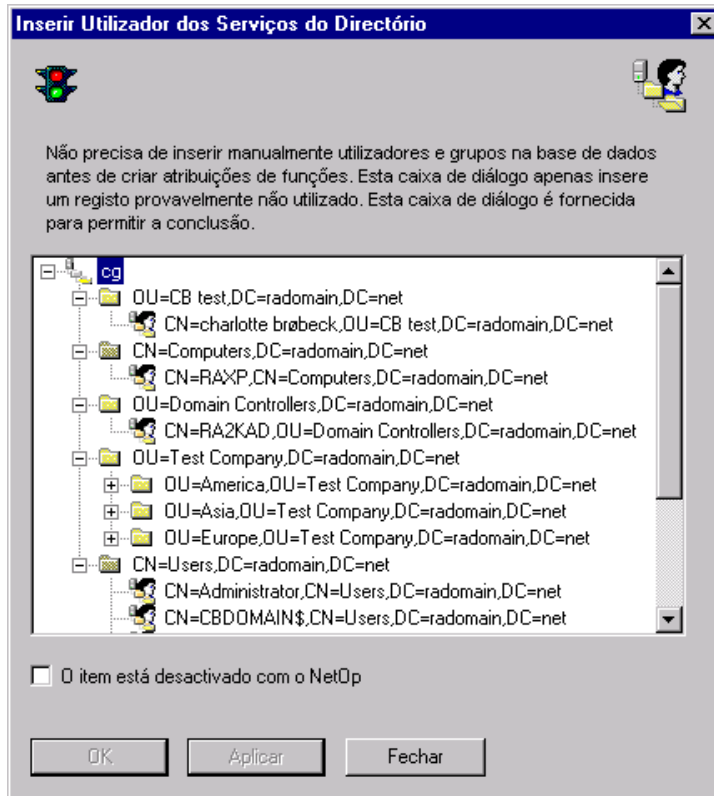 Inserir Utilizador dos Serviços do Directório
Não precisa de inserir manualmente utilizadores e grupos na base de dados
antes de criar atribuições de funções. Esta caixa de diálogo apenas insere
um registo provavelmente não utilizado. Esta caixa de diálogo é fornecida
para permitir a conclusão.
cg
OU=CB test,DC=radomain,DC=net
CN=charlotte brøbeck,OU=CB test,DC=radomain,DC=net
CN=Computers,DC=radomain,DC=net
CN=RAXP,CN=Computers,DC=radomain,DC=net
OU=Domain Controllers,DC=radomain,DC=net
CN=RA2KAD,OU=Domain Controllers,DC=radomain,DC=net
OU=Test Company,DC=radomain,DC=net
OU=America,OU=Test Company,DC=radomain,DC=net
OU=Asia,OU=Test Company,DC=radomain,DC=net
OU=Europe,OU=Test Company,DC=radomain,DC=net
CN=Users,DC=radomain,DC=net
CN=Administrator,CN=Users,DC=radomain,DC=net
CN=CBDOMAIN$,CN=Users,DC=radomain,DC=net
O item está desactivado com o NetOp
OK Aplicar Fechar